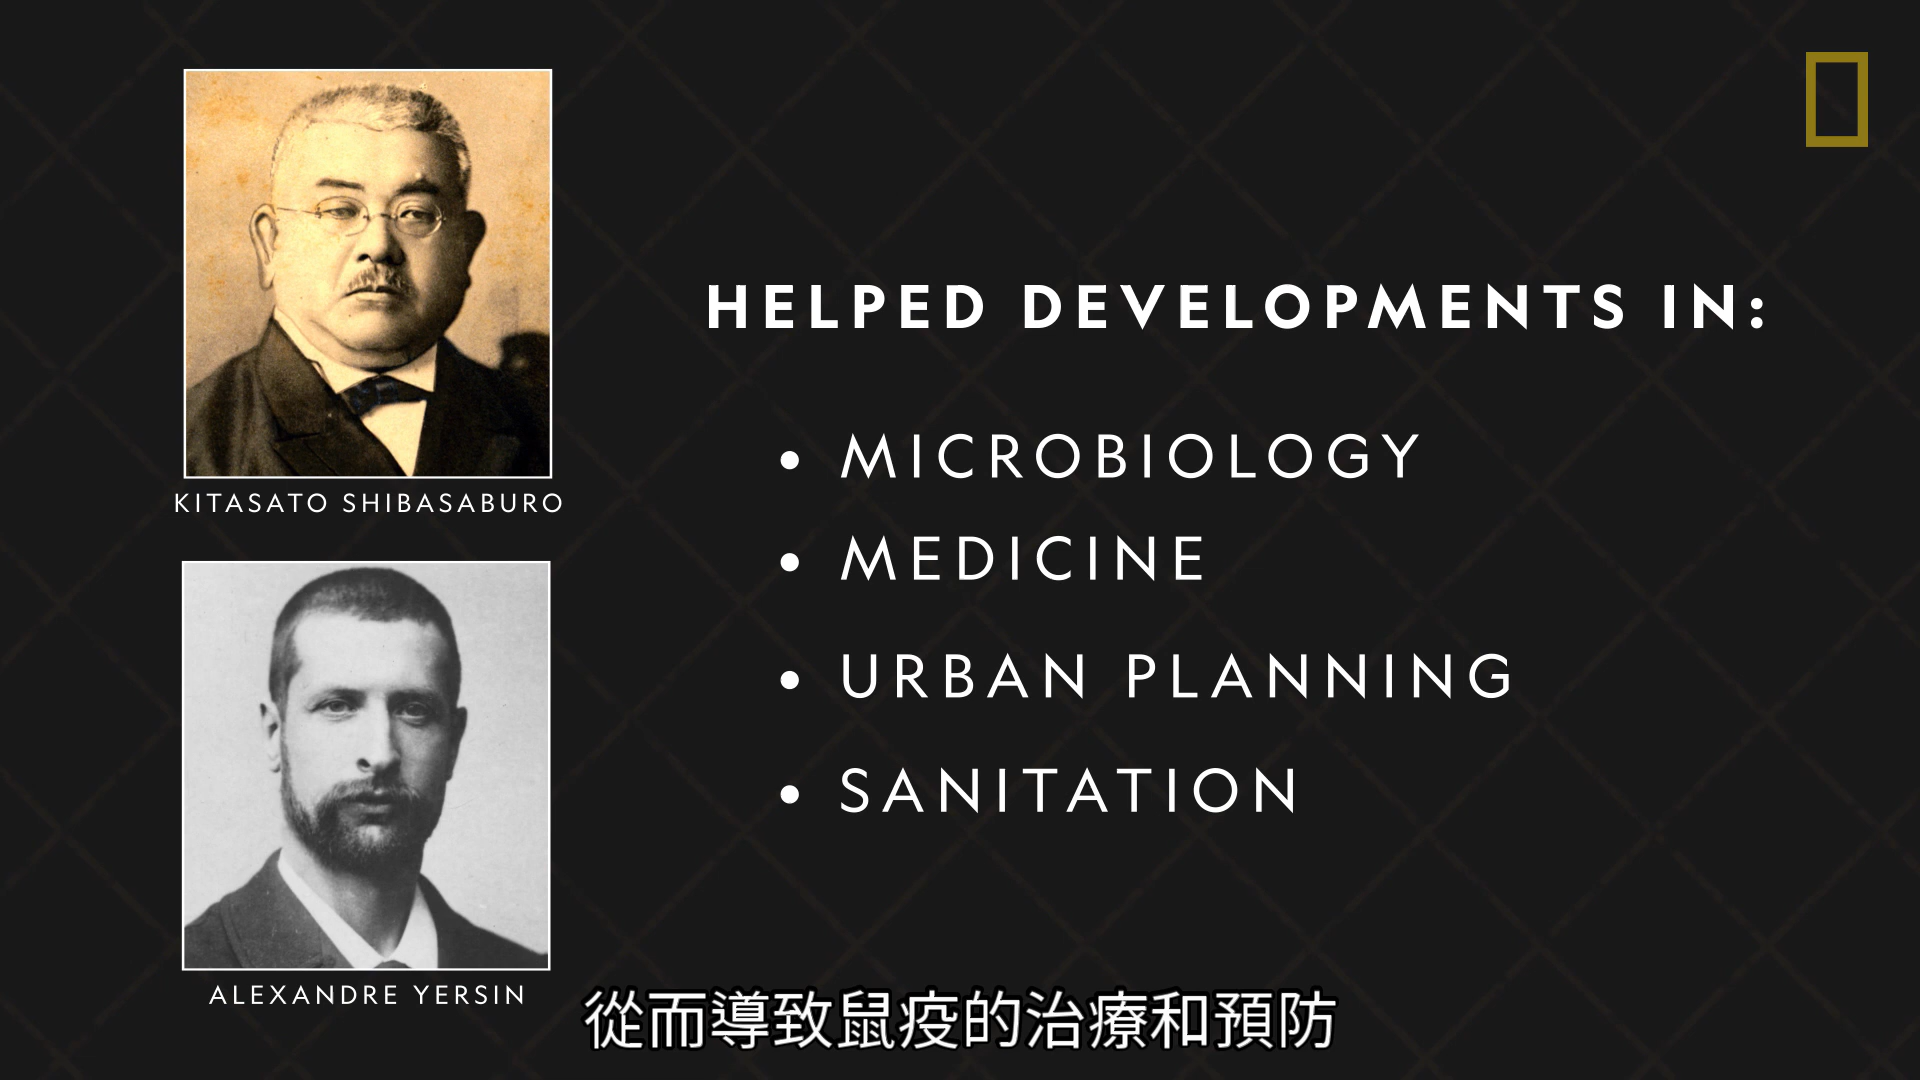 KITASATO SHIBASABURO
ALEXANDRE YERSIN
HELPED DEVELOPMENTS IN:
• MICROBIOLOGY
• MEDICINE
• URBAN PLANNING
• SANITATION
從而導致鼠疫的治療和預防